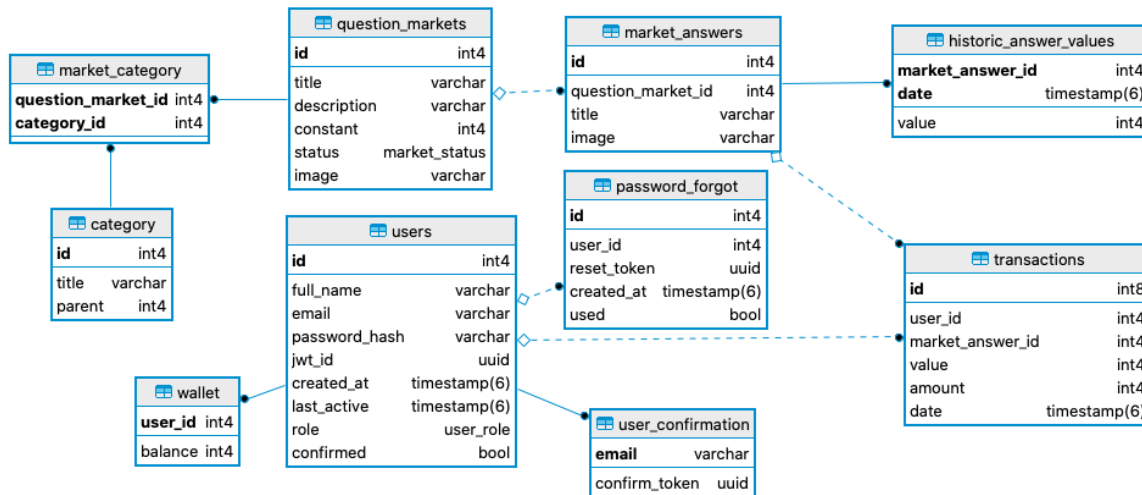 question_markets
id int4
title varchar
description varchar
constant int4
status market_status
image varchar
market_answers
id int4
question_market_id int4
title varchar
image varchar
historic_answer_values
market_answer_id int4
date timestamp(6)
value int4
market_category
question_market_id int4
category_id int4
category
id int4
title varchar
parent int4
password_forgot
id int4
user_id int4
reset_token uuid
created_at timestamp(6)
used bool
users
id int4
full_name varchar
email varchar
password_hash varchar
jwt_id uuid
created_at timestamp(6)
last_active timestamp(6)
role user_role
confirmed bool
transactions
id int8
user_id int4
market_answer_id int4
value int4
amount int4
date timestamp(6)
wallet
user_id int4
balance int4
user_confirmation
email varchar
confirm_token uuid